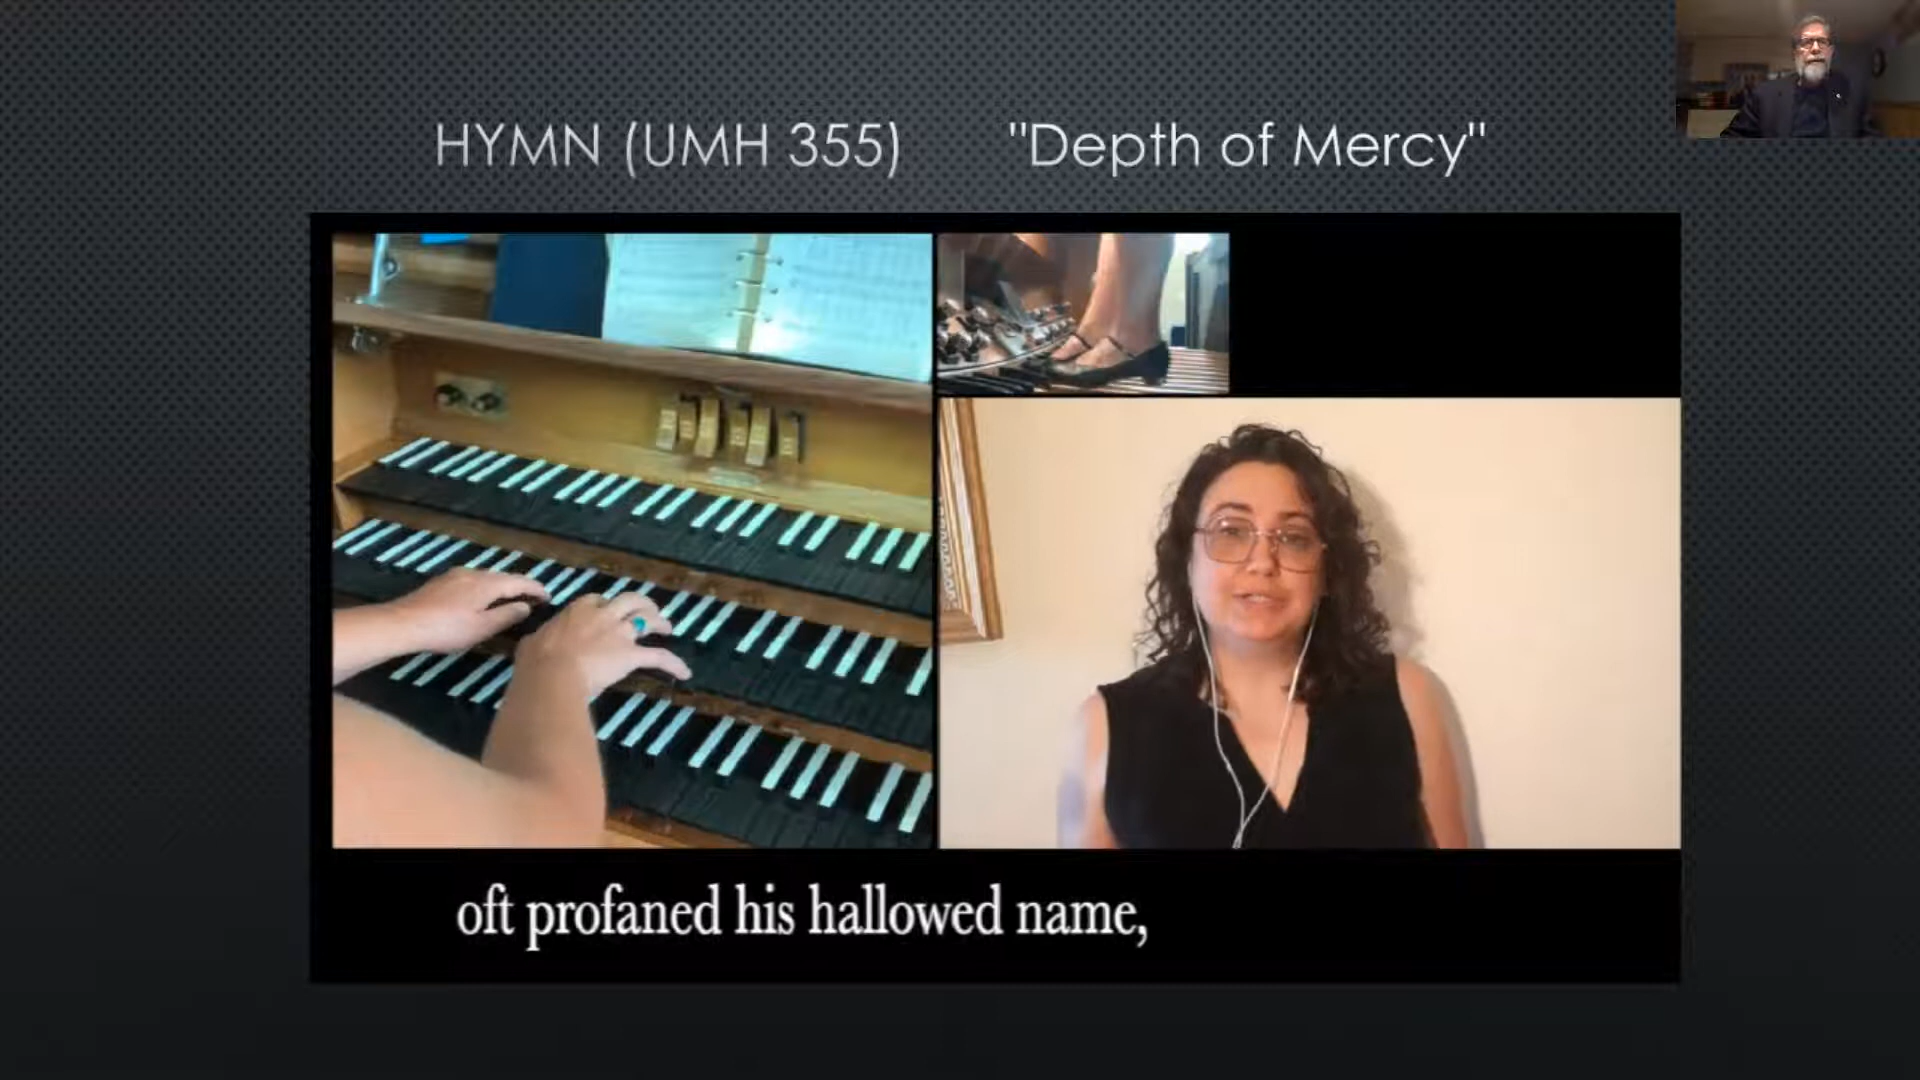 HYMN (UMH 355) "Depth of Mercy"
oft profaned his hallowed name,